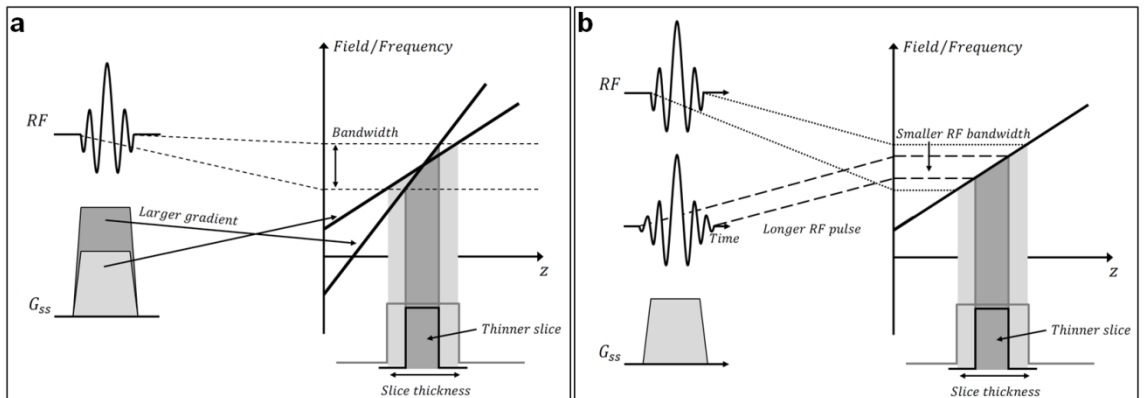 a
Field/Frequency
RF
Bandwidth
Larger gradient
z
G_ss
Thinner slice
Slice thickness
b
Field/Frequency
RF
Smaller RF bandwidth
Time
Longer RF pulse
z
G_ss
Thinner slice
Slice thickness